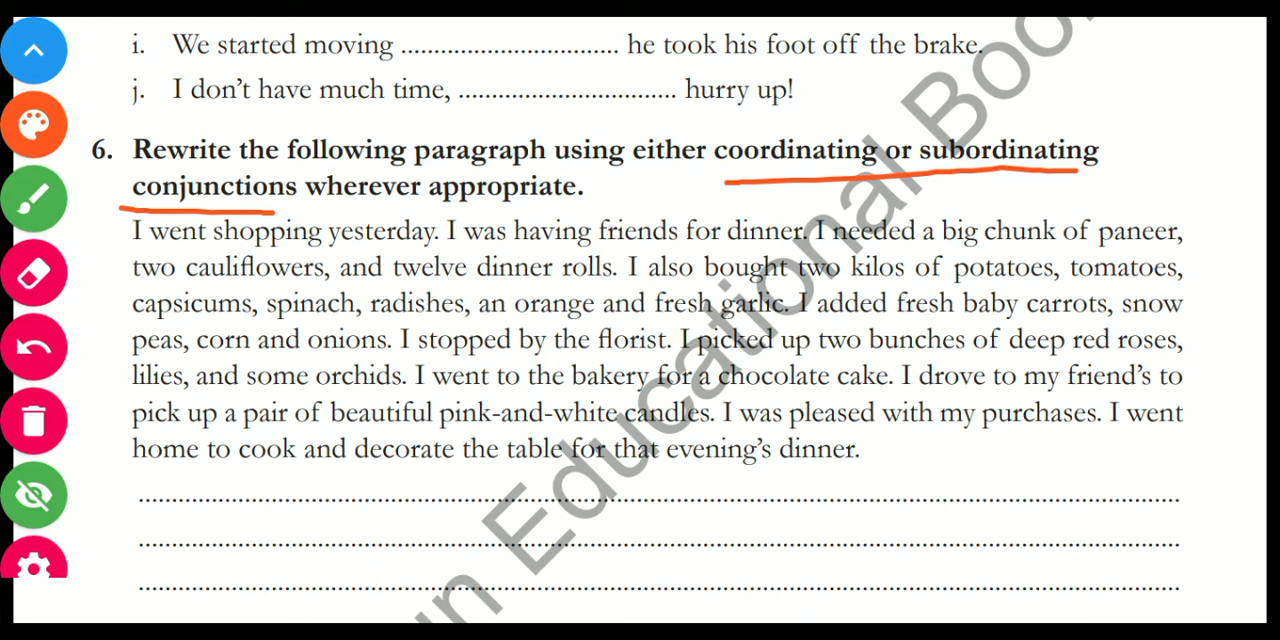 i. We started moving ................................. he took his foot off the brake.
j. I don't have much time, ................................. hurry up!
6. Rewrite the following paragraph using either coordinating or subordinating
conjunctions wherever appropriate.
I went shopping yesterday. I was having friends for dinner. I needed a big chunk of paneer,
two cauliflowers, and twelve dinner rolls. I also bought two kilos of potatoes, tomatoes,
capsicums, spinach, radishes, an orange and fresh garlic. I added fresh baby carrots, snow
peas, corn and onions. I stopped by the florist. I picked up two bunches of deep red roses,
lilies, and some orchids. I went to the bakery for a chocolate cake. I drove to my friend's to
pick up a pair of beautiful pink-and-white candles. I was pleased with my purchases. I went
home to cook and decorate the table for that evening's dinner.
Educational